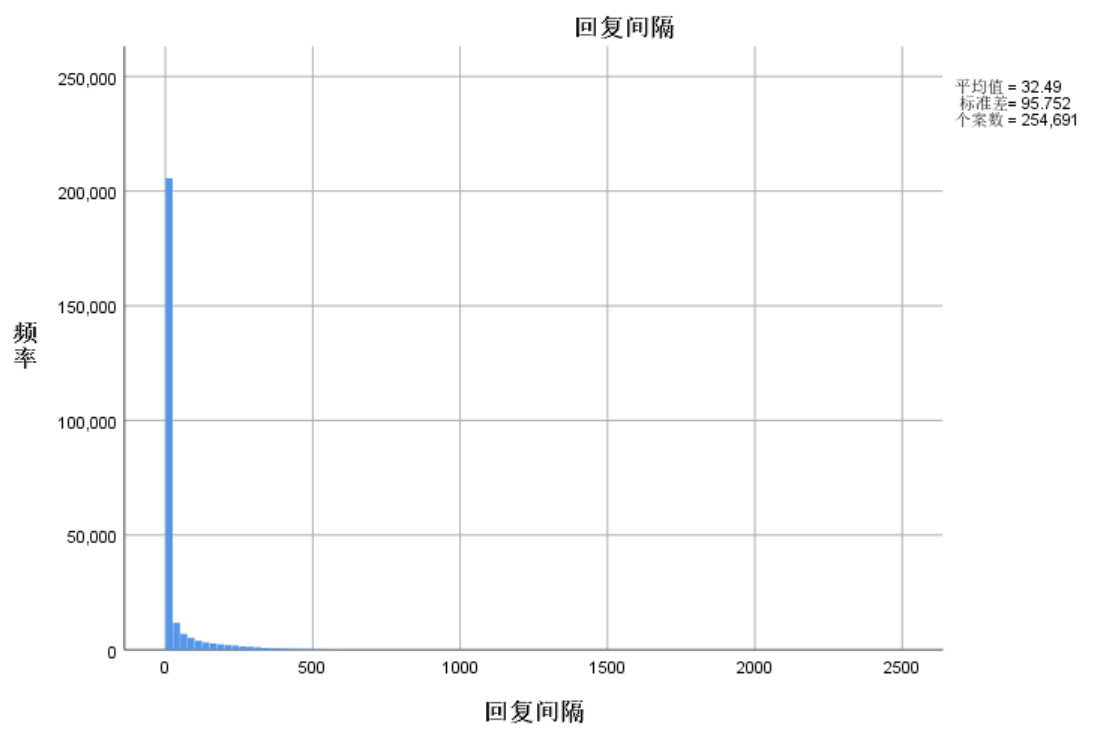 回复间隔
250,000
200,000
150,000
100,000
50,000
0
频
率
0 500 1000 1500 2000 2500
回复间隔
平均值 = 32.49
标准差= 95.752
个案数 = 254,691